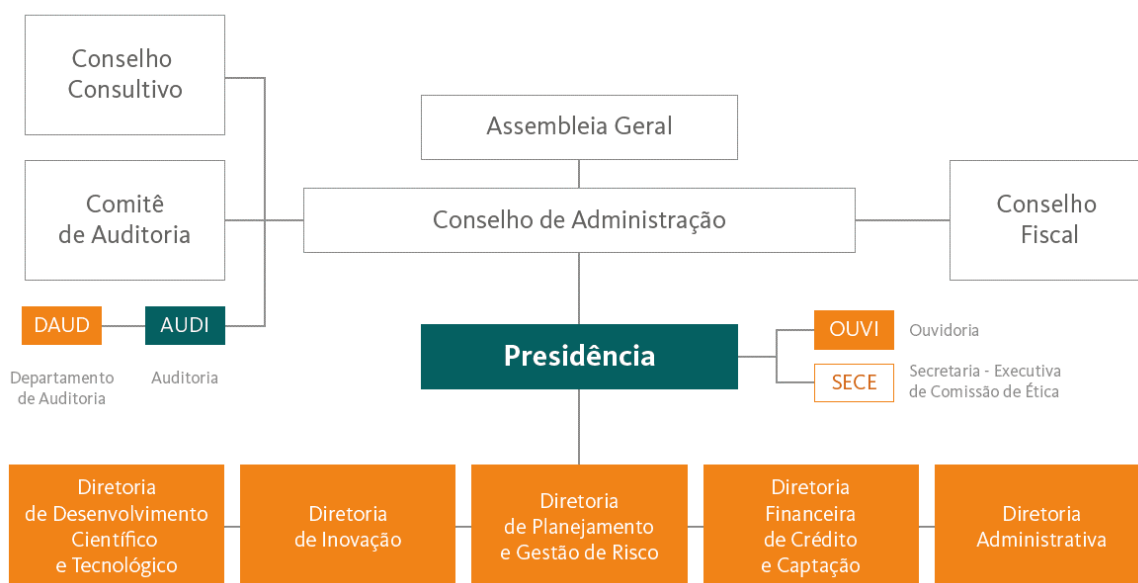 Conselho
Consultivo
Assembleia Geral
Comitê
de Auditoria
Conselho de Administração
Conselho
Fiscal
DAUD
AUDI
Departamento
de Auditoria
Auditoria
Presidência
OUVI
Ouvidoria
SECE
Secretaria - Executiva
de Comissão de Ética
Diretoria
de Desenvolvimento
Científico
e Tecnológico
Diretoria
de Inovação
Diretoria
de Planejamento
e Gestão de Risco
Diretoria
Financeira
de Crédito
e Captação
Diretoria
Administrativa